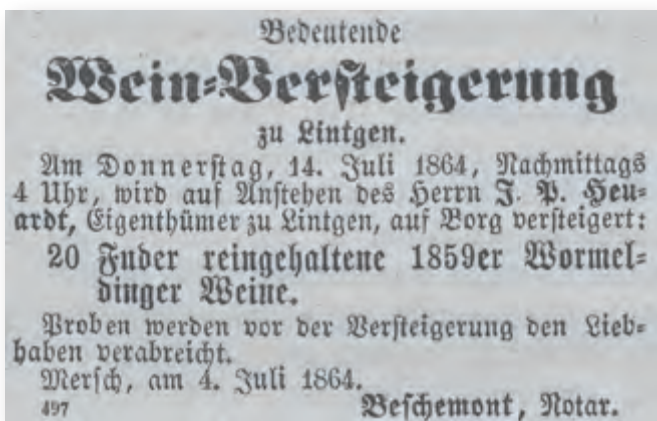 Bedeutende
Wein-Versteigerung
zu Lintgen.
Am Donnerstag, 14. Juli 1864, Nachmittags
4 Uhr, wird auf Anstehen des Herrn J. P. Heu-
ardt, Eigenthümer zu Lintgen, auf Borg versteigert:
20 Fuder reingehaltene 1859er Wormel-
dinger Weine.
Proben werden vor der Versteigerung den Lieb-
haben verabreicht.
Mersch, am 4. Juli 1864.
497 Beschemont, Notar.